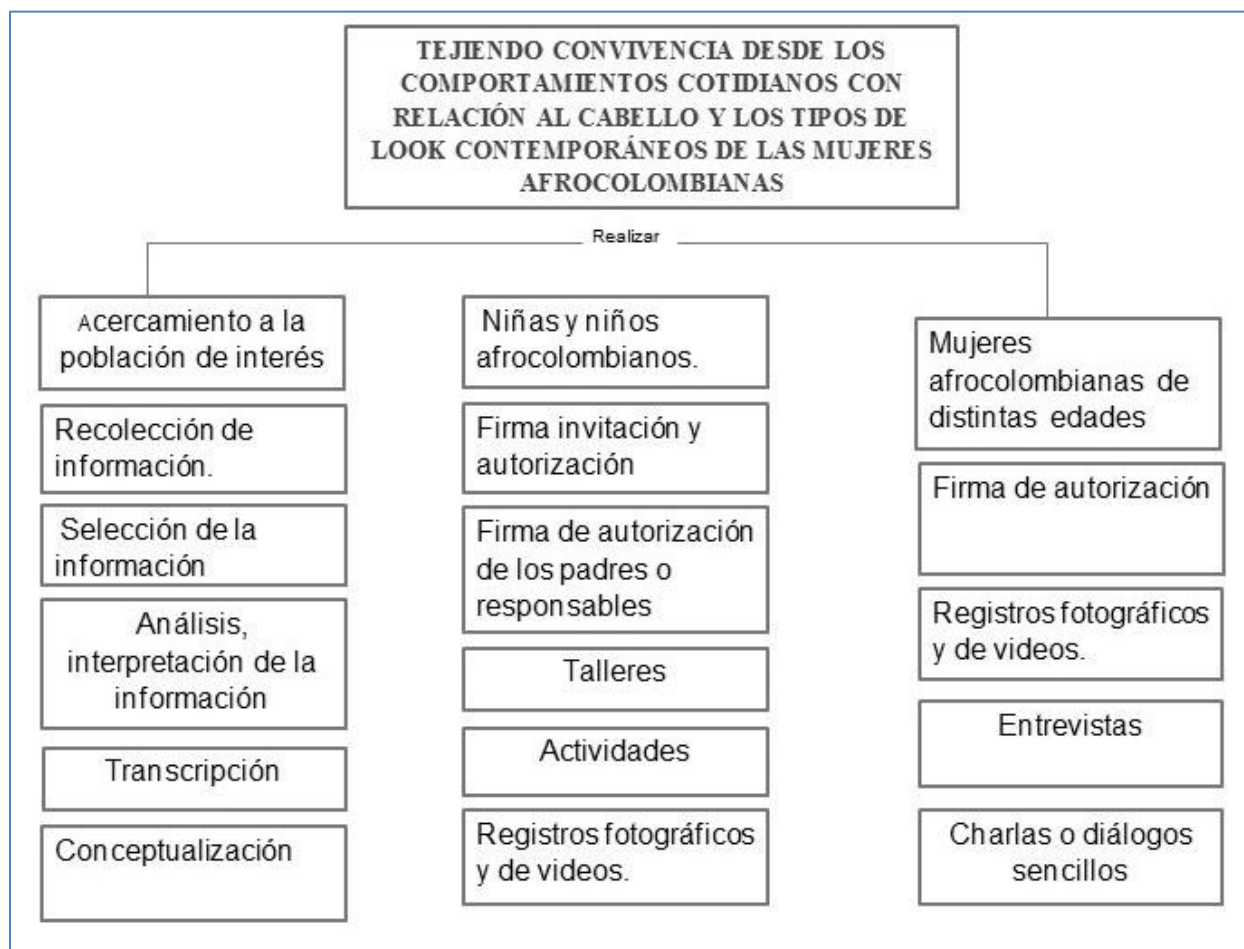 TEJIENDO CONVIVENCIA DESDE LOS
COMPORTAMIENTOS COTIDIANOS CON
RELACIÓN AL CABELLO Y LOS TIPOS DE
LOOK CONTEMPORÁNEOS DE LAS MUJERES
AFROCOLOMBIANAS
Realizar
Acercamiento a la
población de interés
Recolección de
información.
Selección de la
información
Análisis,
interpretación de la
información
Transcripción
Conceptualización
Niñas y niños
afrocolombianos.
Firma invitación y
autorización
Firma de autorización
de los padres o
responsables
Talleres
Actividades
Registros fotográficos
y de videos.
Mujeres
afrocolombianas de
distintas edades
Firma de autorización
Registros fotográficos
y de videos.
Entrevistas
Charlas o diálogos
sencillos